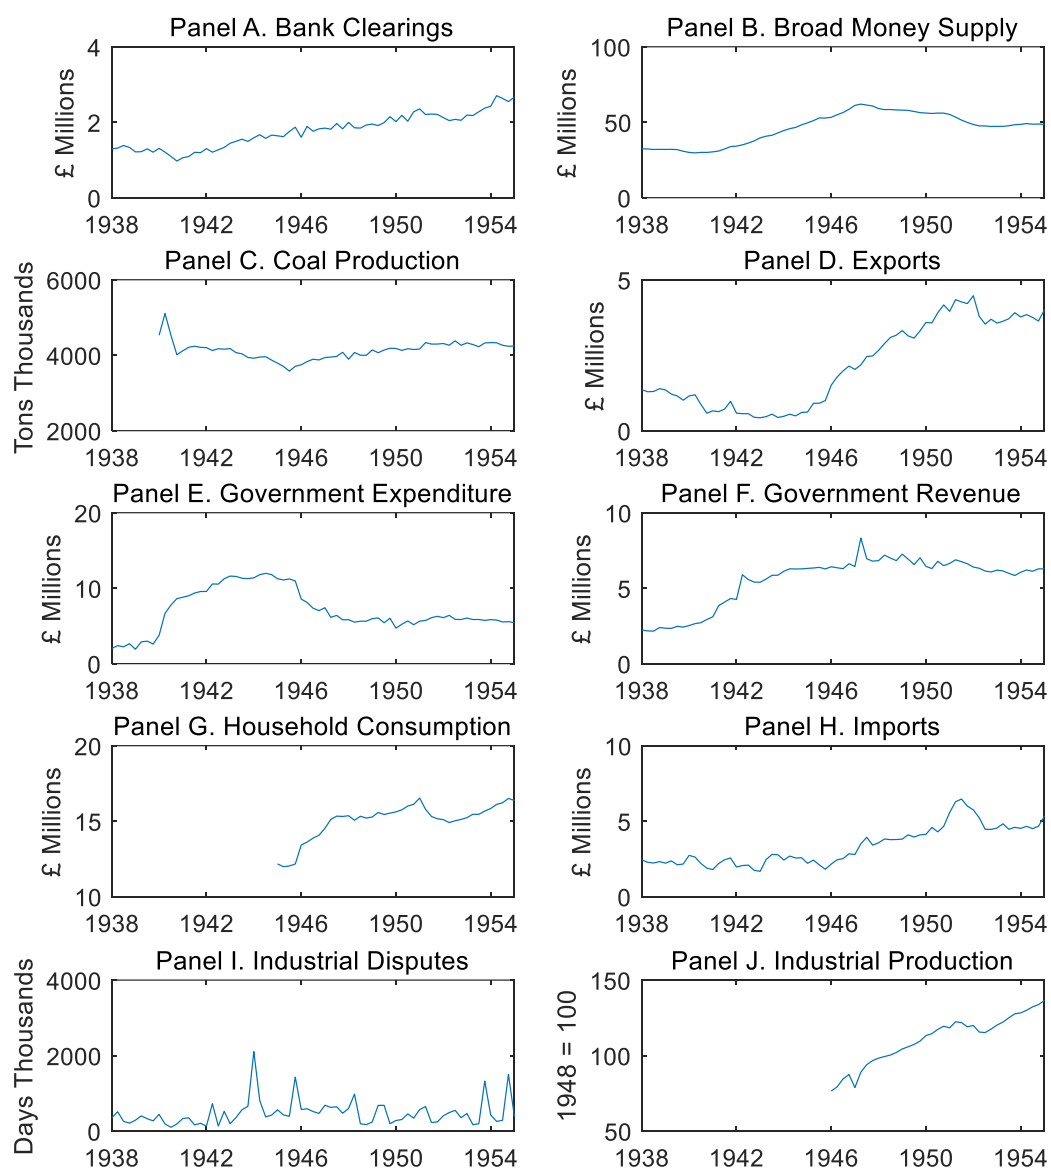 Panel A. Bank Clearings
£ Millions
4
2
0
1938 1942 1946 1950 1954
Panel B. Broad Money Supply
£ Millions
100
50
0
1938 1942 1946 1950 1954
Panel C. Coal Production
Tons Thousands
6000
4000
2000
1938 1942 1946 1950 1954
Panel D. Exports
£ Millions
5
0
1938 1942 1946 1950 1954
Panel E. Government Expenditure
£ Millions
20
10
0
1938 1942 1946 1950 1954
Panel F. Government Revenue
£ Millions
10
5
0
1938 1942 1946 1950 1954
Panel G. Household Consumption
£ Millions
20
15
10
1938 1942 1946 1950 1954
Panel H. Imports
£ Millions
10
5
0
1938 1942 1946 1950 1954
Panel I. Industrial Disputes
Days Thousands
4000
2000
0
1938 1942 1946 1950 1954
Panel J. Industrial Production
1948 = 100
150
100
50
1938 1942 1946 1950 1954